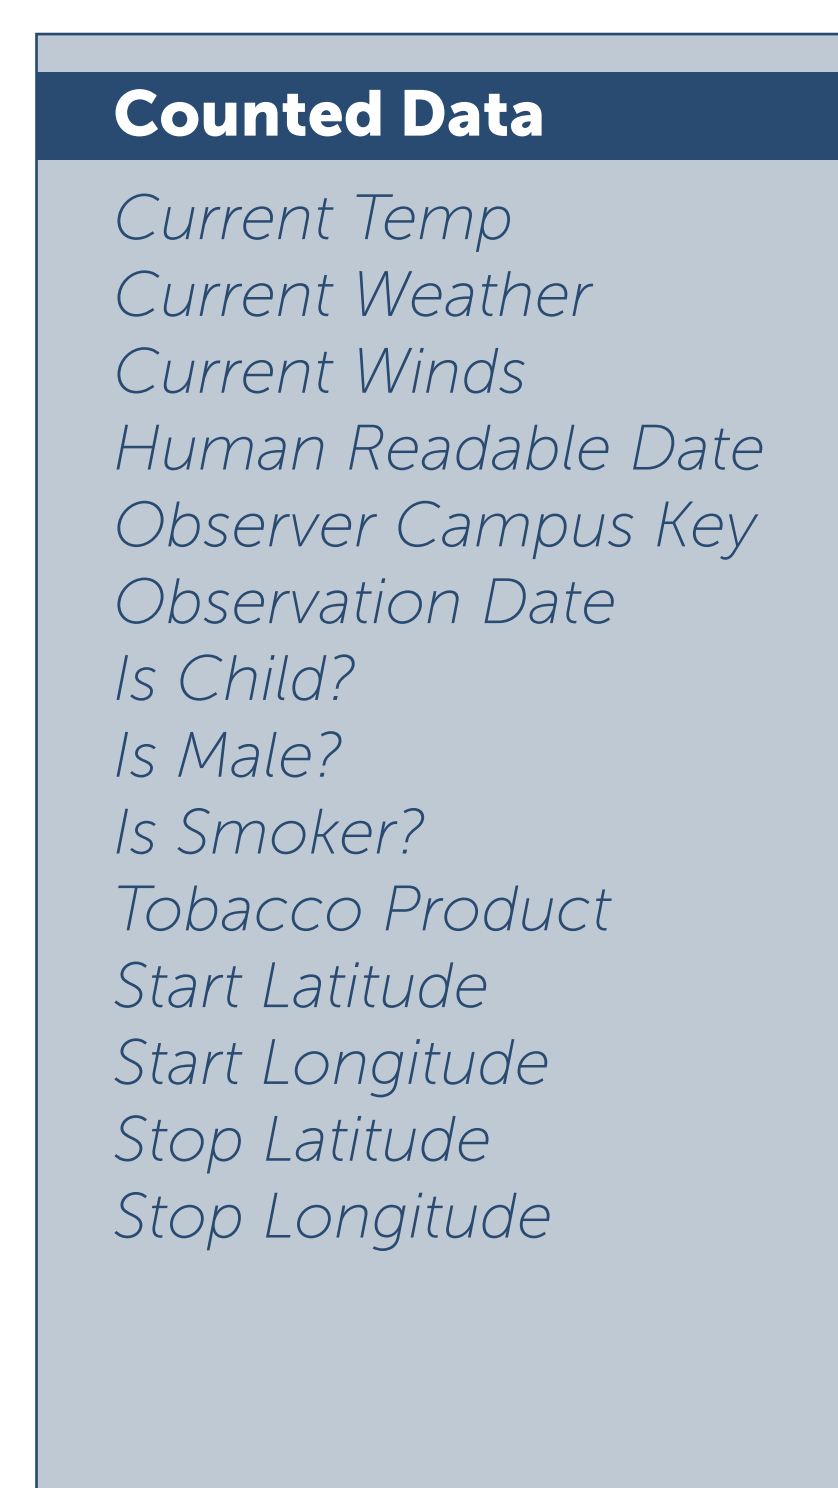 Counted Data
Current Temp
Current Weather
Current Winds
Human Readable Date
Observer Campus Key
Observation Date
Is Child?
Is Male?
Is Smoker?
Tobacco Product
Start Latitude
Start Longitude
Stop Latitude
Stop Longitude